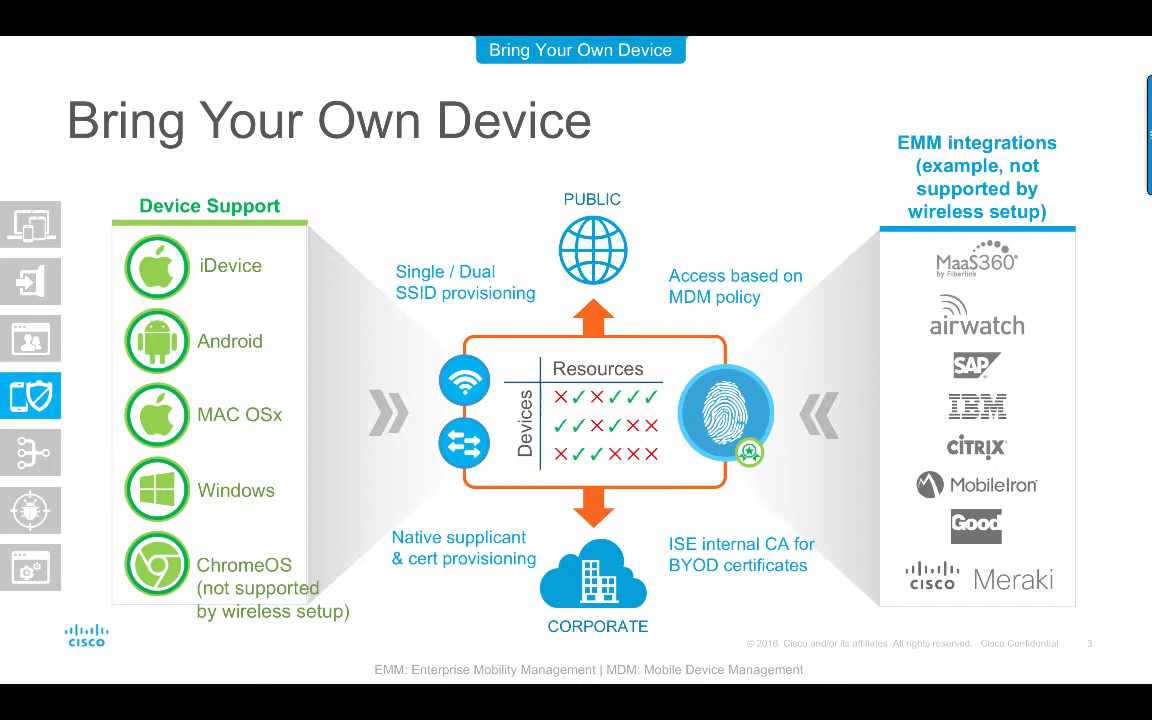 Bring Your Own Device
Bring Your Own Device
EMM integrations
(example, not
supported by
wireless setup)
Device Support
iDevice
Android
MAC OSx
Windows
ChromeOS
(not supported
by wireless setup)
PUBLIC
Single / Dual
SSID provisioning
Access based on
MDM policy
Resources
Devices
✕✓✕✓✓✓
✓✓✕✓✕✕
✕✓✓✕✕✕
Native supplicant
& cert provisioning
ISE internal CA for
BYOD certificates
CORPORATE
MaaS360®
by Fiberlink
airwatch
SAP
IBM
CİTRIX®
MobileIron
Good
CISCO Meraki
CISCO
© 2016 Cisco and/or its affiliates. All rights reserved. Cisco Confidential 3
EMM: Enterprise Mobility Management | MDM: Mobile Device Management